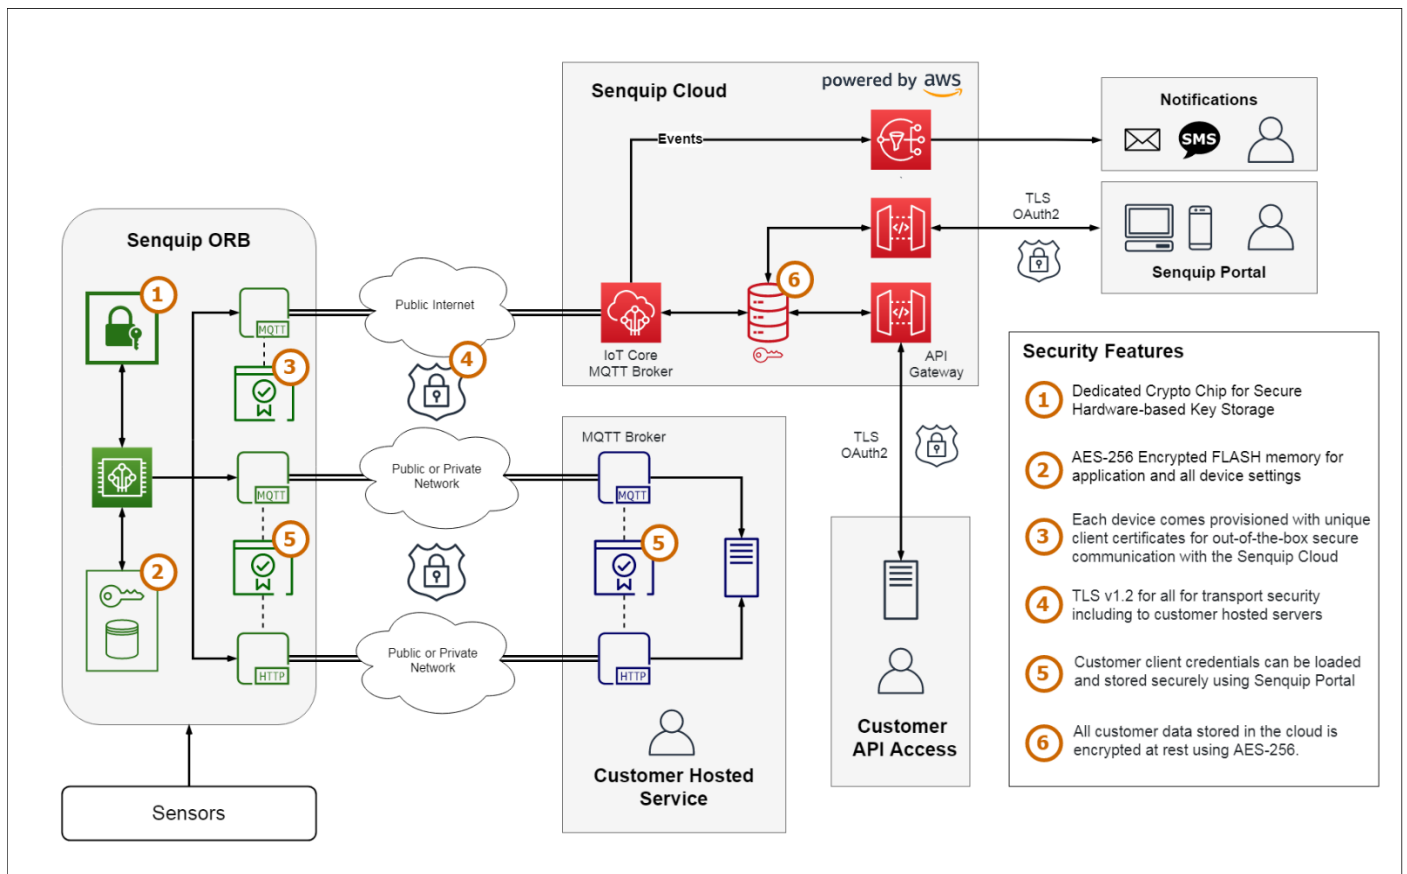 Senquip Cloud
powered by aws
Events
IoT Core
MQTT Broker
API
Gateway
6
Notifications
SMS
TLS
OAuth2
Senquip Portal
Senquip ORB
1
MQTT
3
MQTT
5
2
HTTP
Sensors
Public Internet
4
Public or Private
Network
Public or Private
Network
MQTT Broker
MQTT
5
HTTP
Customer Hosted
Service
TLS
OAuth2
Customer
API Access
Security Features
1 Dedicated Crypto Chip for Secure
Hardware-based Key Storage
2 AES-256 Encrypted FLASH memory for
application and all device settings
3 Each device comes provisioned with unique
client certificates for out-of-the-box secure
communication with the Senquip Cloud
4 TLS v1.2 for all for transport security
including to customer hosted servers
5 Customer client credentials can be loaded
and stored securely using Senquip Portal
6 All customer data stored in the cloud is
encrypted at rest using AES-256.